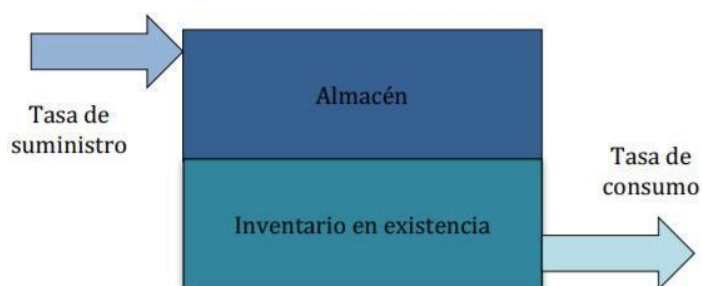 Almacén
Tasa de
suministro
Tasa de
consumo
Inventario en existencia